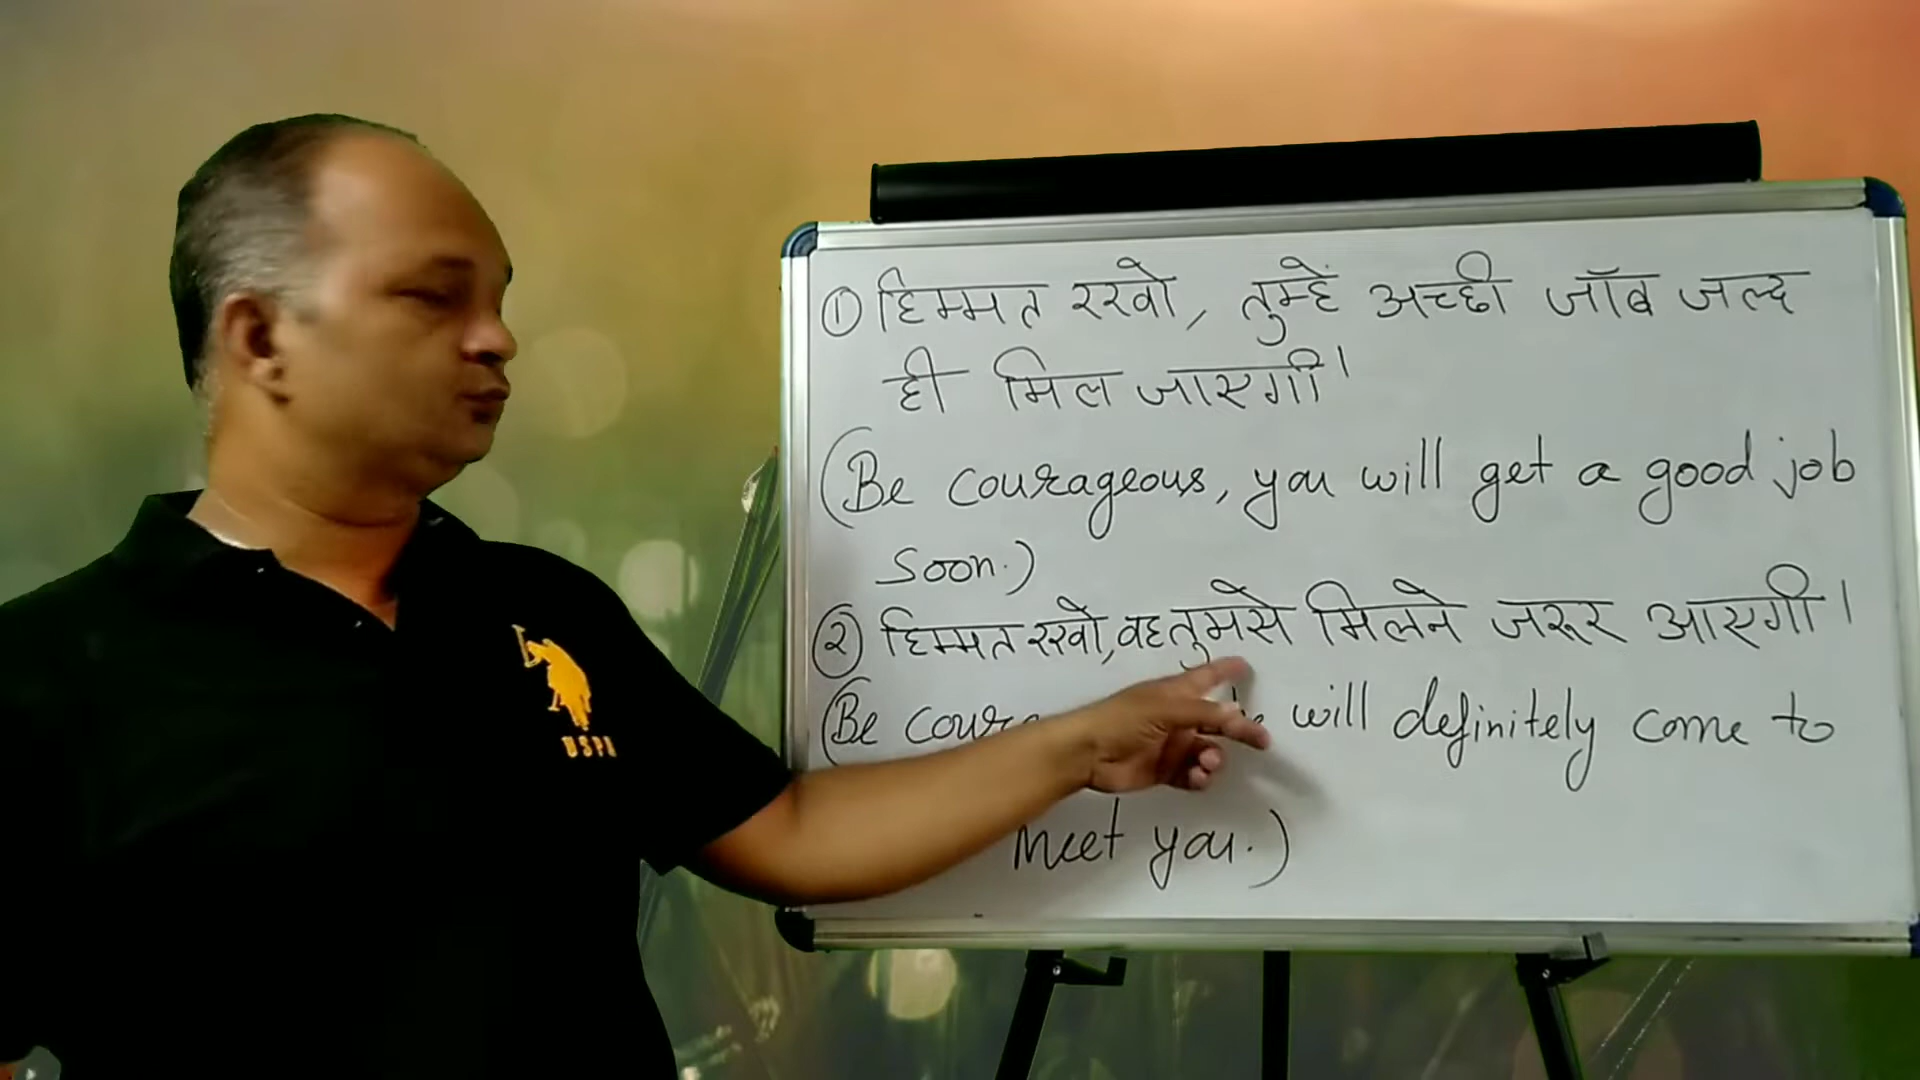 ① हिम्मत रखो, तुम्हें अच्छी जॉब जल्द
ही मिल जाएगी।
(Be courageous, you will get a good job
soon.)
② हिम्मत रखो, वह तुमसे मिलने जरूर आएगी।
(Be will definitely come to
meet you.)
USPA